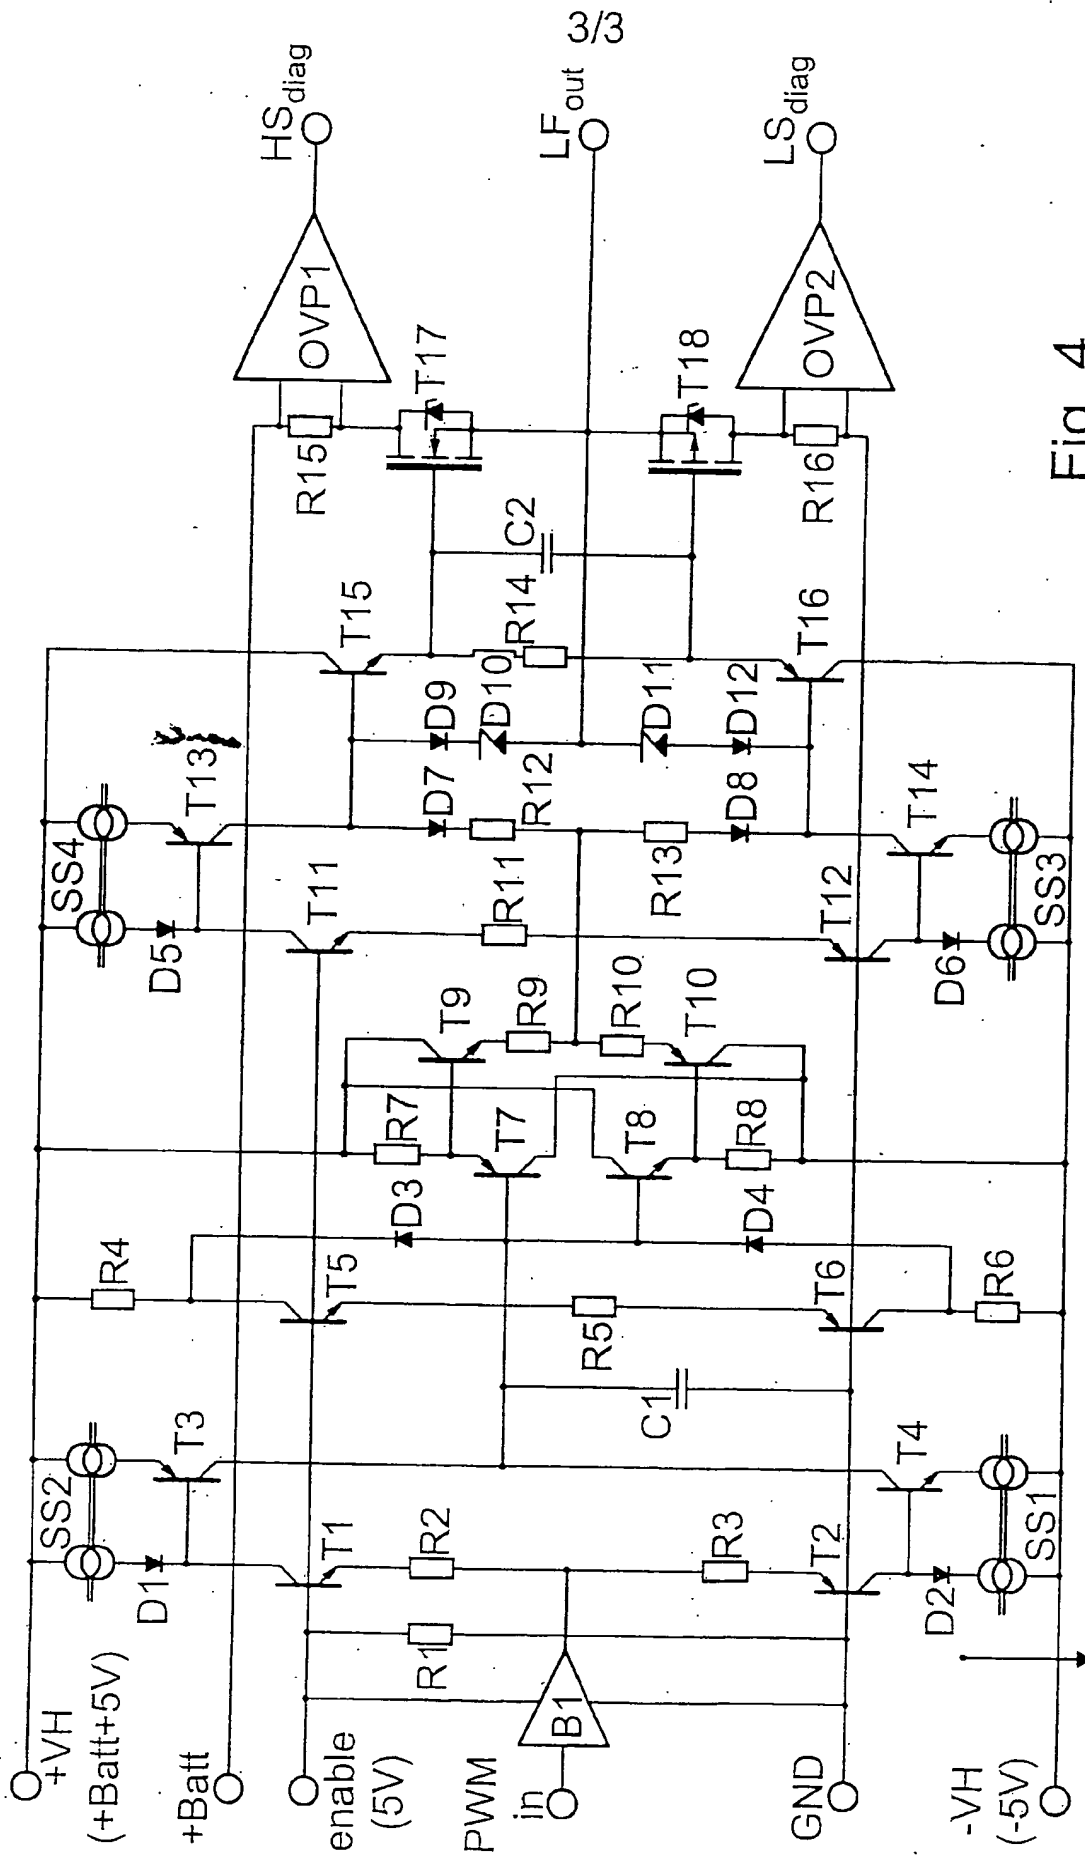 3/3
HSdiag
LFout
LSdiag
OVP1
OVP2
T17
T18
R15
R16
Fig 4
C2
T15
R14
T16
D9
D10
D11
D12
T13
D7
R12
D8
T14
SS4
T11
R11
R13
T12
SS3
D5
D6
T9
R9
R10
T10
R7
T7
T8
R8
D3
D4
R4
T5
T6
R6
R5
C1
T3
T4
SS2
T1
R2
R3
T2
SS1
D1
D2
R1
B1
+VH
(+Batt+5V)
+Batt
enable
(5V)
PWM
in
GND
-VH
(-5V)